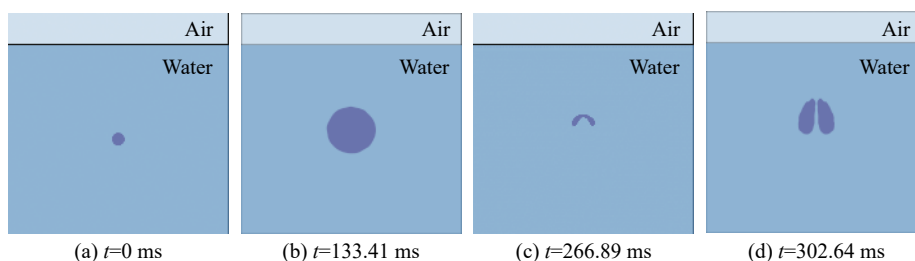 Air
Water
(a) t=0 ms
Air
Water
(b) t=133.41 ms
Air
Water
(c) t=266.89 ms
Air
Water
(d) t=302.64 ms